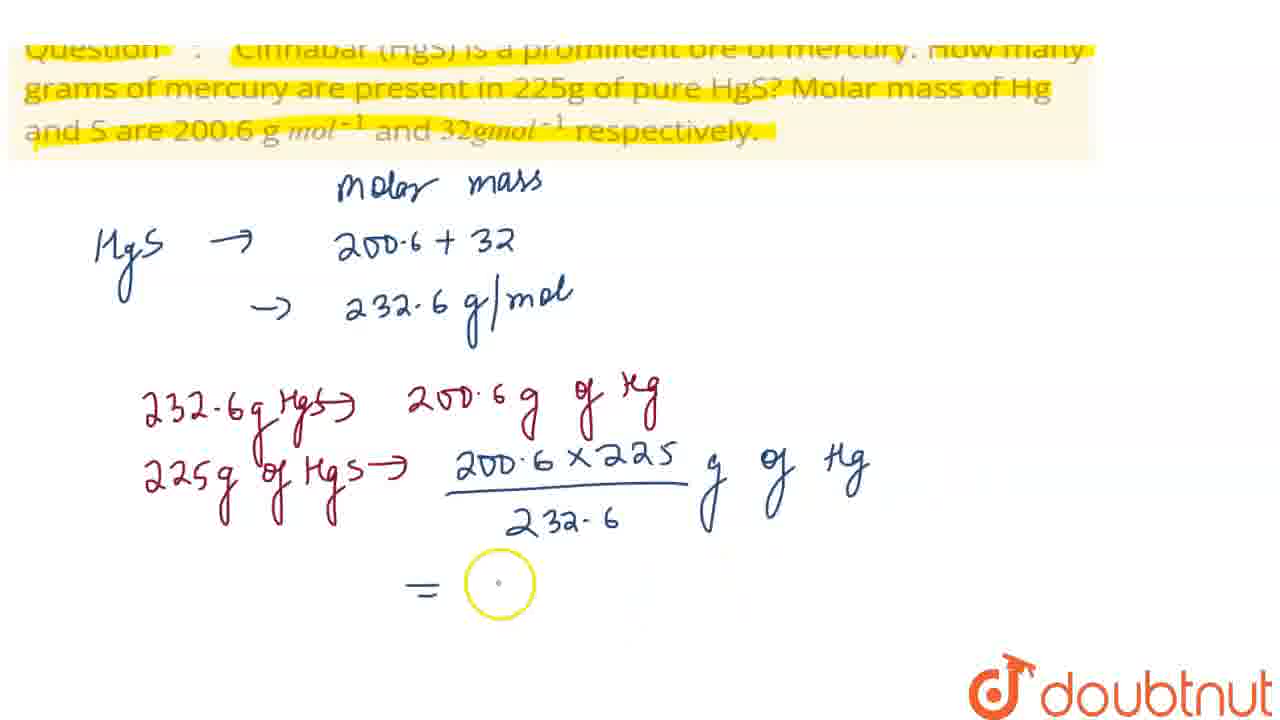 Question : Cinnabar (HgS) is a prominent ore of mercury. How many
grams of mercury are present in 225g of pure HgS? Molar mass of Hg
and S are 200.6 g mol⁻¹ and 32gmol⁻¹ respectively.
molar mass
HgS → 200.6 + 32
→ 232.6 g/mol
232.6g HgS → 200.6 g of Hg
225g of HgS → 200.6 × 225 / 232.6 g of Hg
=
doubtnut